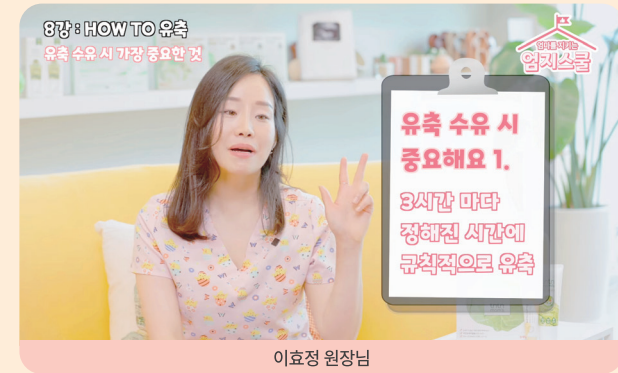 8강 : HOW TO 유축
유축 수유 시 가장 중요한 것
엄마를 지키는
엄지스쿨
유축 수유 시
중요해요 1.
3시간 마다
정해진 시간에
규칙적으로 유축
이효정 원장님